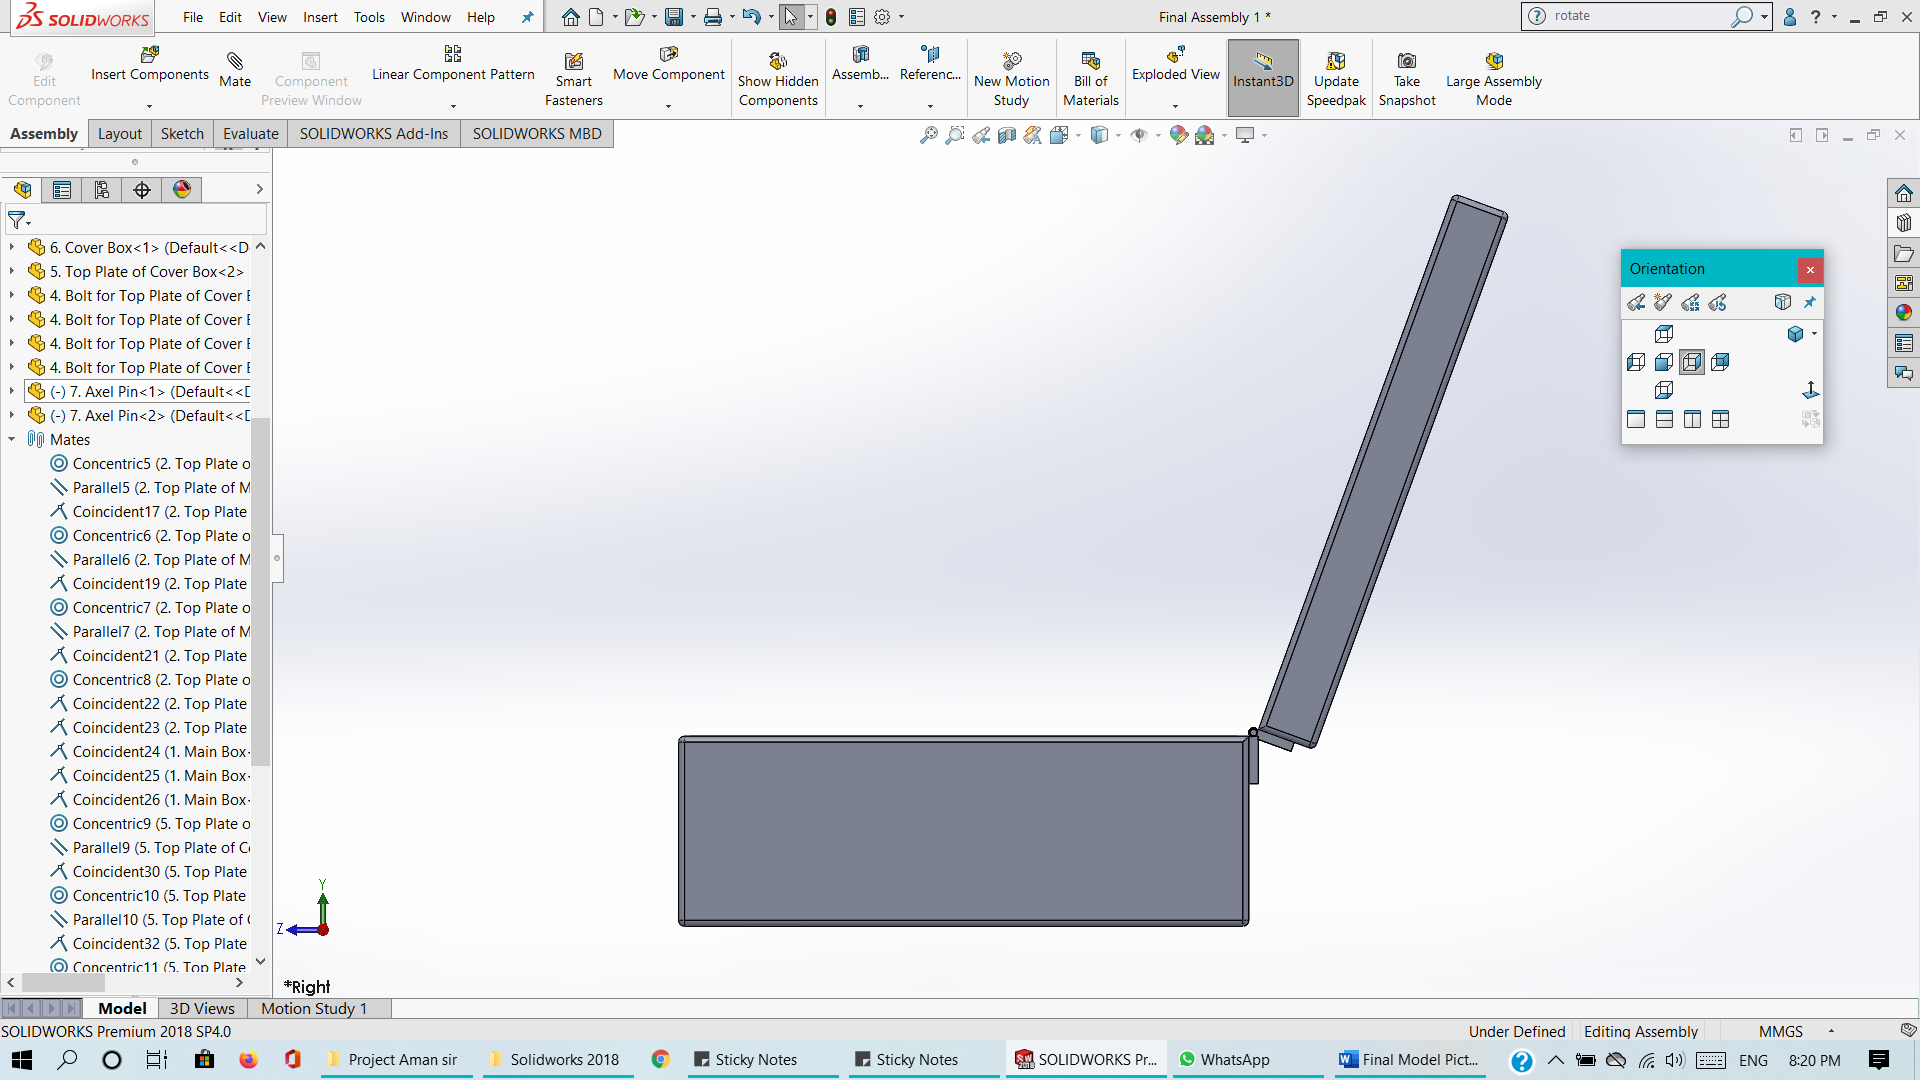 SOLIDWORKS
File Edit View Insert Tools Window Help
Final Assembly 1 *
rotate
Edit Component
Insert Components
Mate
Component Preview Window
Linear Component Pattern
Smart Fasteners
Move Component
Show Hidden Components
Assemb...
Referenc...
New Motion Study
Bill of Materials
Exploded View
Instant3D
Update Speedpak
Take Snapshot
Large Assembly Mode
Assembly Layout Sketch Evaluate SOLIDWORKS Add-Ins SOLIDWORKS MBD
6. Cover Box<1> (Default<<D
5. Top Plate of Cover Box<2>
4. Bolt for Top Plate of Cover B
4. Bolt for Top Plate of Cover B
4. Bolt for Top Plate of Cover B
4. Bolt for Top Plate of Cover B
(-) 7. Axel Pin<1> (Default<<D
(-) 7. Axel Pin<2> (Default<<D
Mates
Concentric5 (2. Top Plate o
Parallel5 (2. Top Plate of M
Coincident17 (2. Top Plate
Concentric6 (2. Top Plate o
Parallel6 (2. Top Plate of M
Coincident19 (2. Top Plate
Concentric7 (2. Top Plate o
Parallel7 (2. Top Plate of M
Coincident21 (2. Top Plate
Concentric8 (2. Top Plate o
Coincident22 (2. Top Plate
Coincident23 (2. Top Plate
Coincident24 (1. Main Box<
Coincident25 (1. Main Box<
Coincident26 (1. Main Box<
Concentric9 (5. Top Plate o
Parallel9 (5. Top Plate of C
Coincident30 (5. Top Plate
Concentric10 (5. Top Plate
Parallel10 (5. Top Plate of
Coincident32 (5. Top Plate
Concentric11 (5. Top Plate
Orientation
Y
Z
*Right
Model 3D Views Motion Study 1
SOLIDWORKS Premium 2018 SP4.0
Under Defined Editing Assembly MMGS
Project Aman sir
Solidworks 2018
Sticky Notes
Sticky Notes
SOLIDWORKS Pr...
WhatsApp
Final Model Pict...
ENG
8:20 PM